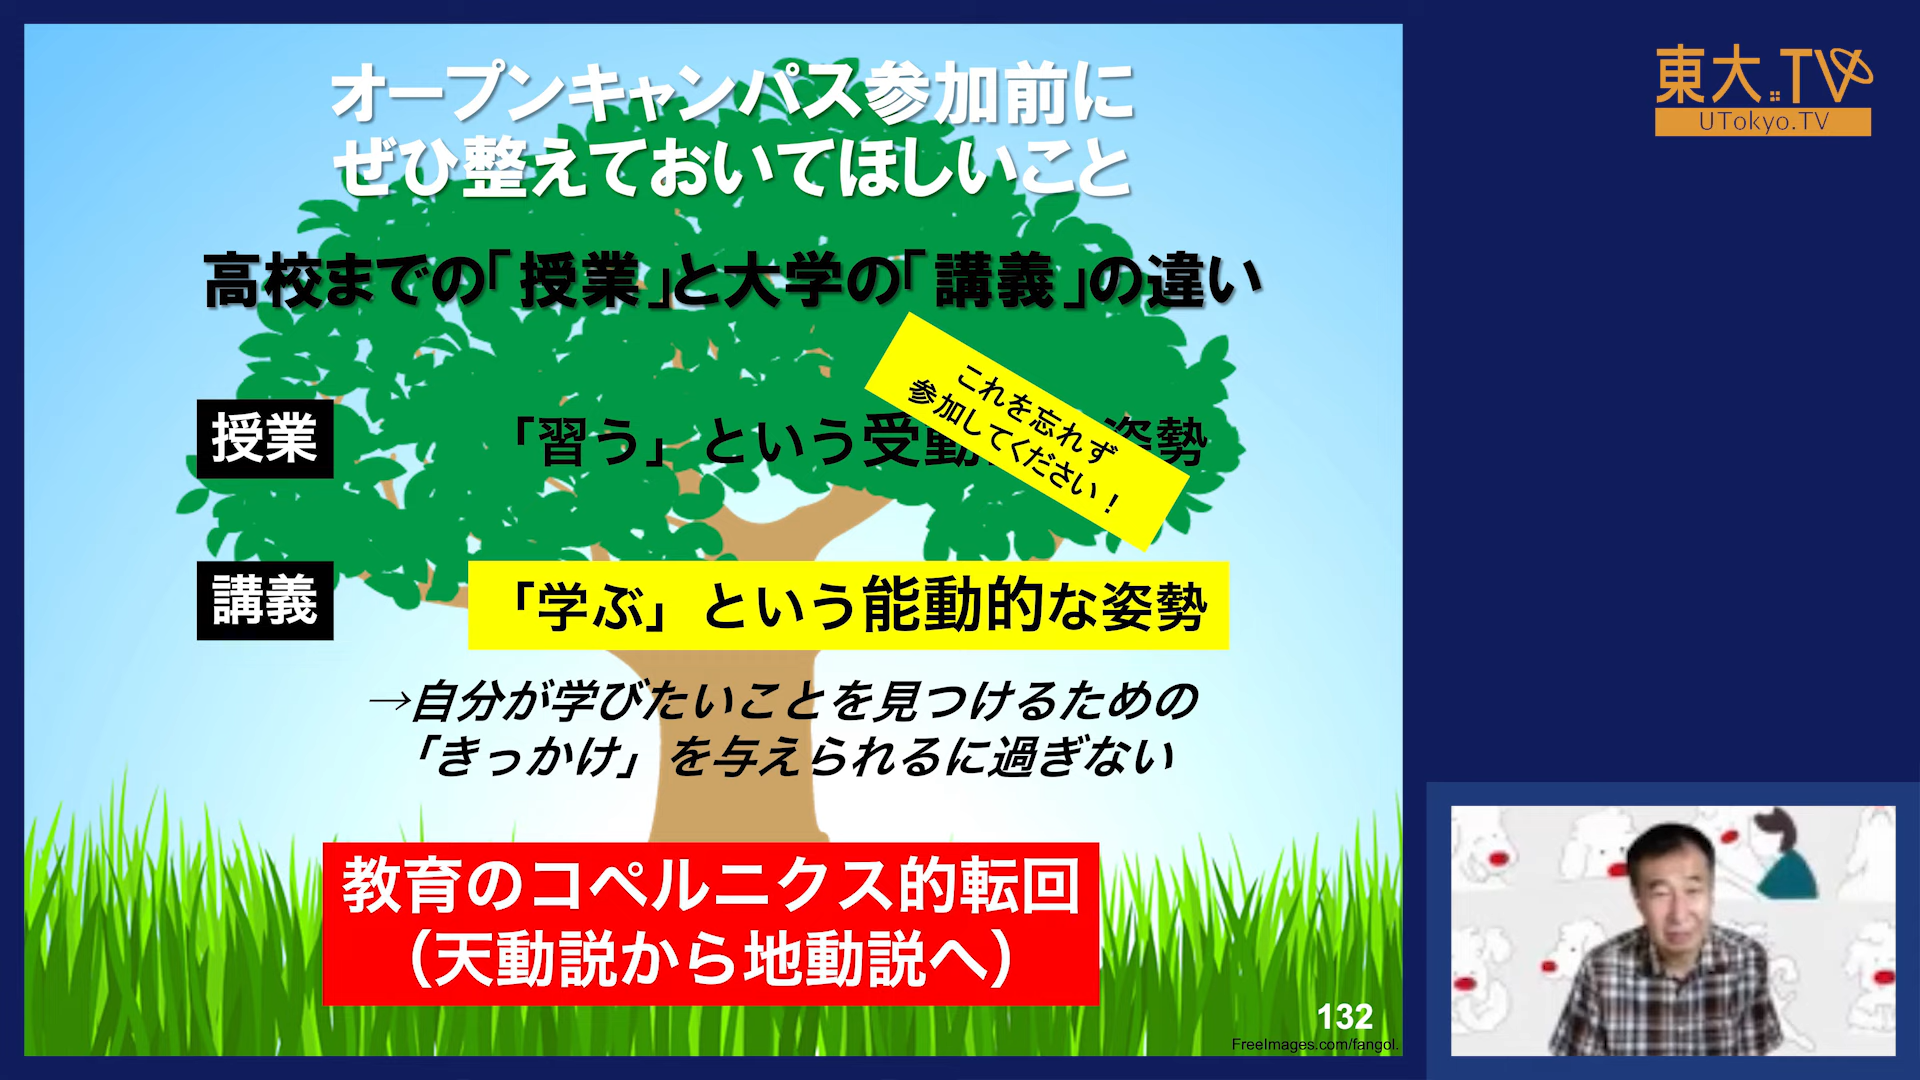 オープンキャンパス参加前に
ぜひ整えておいてほしいこと
高校までの「授業」と大学の「講義」の違い
これを忘れず
参加してください！
授業
「習う」という受動 姿勢
講義
「学ぶ」という能動的な姿勢
→自分が学びたいことを見つけるための
「きっかけ」を与えられるに過ぎない
教育のコペルニクス的転回
（天動説から地動説へ）
132
FreeImages.com/fangol.
東大TV
UTokyo.TV